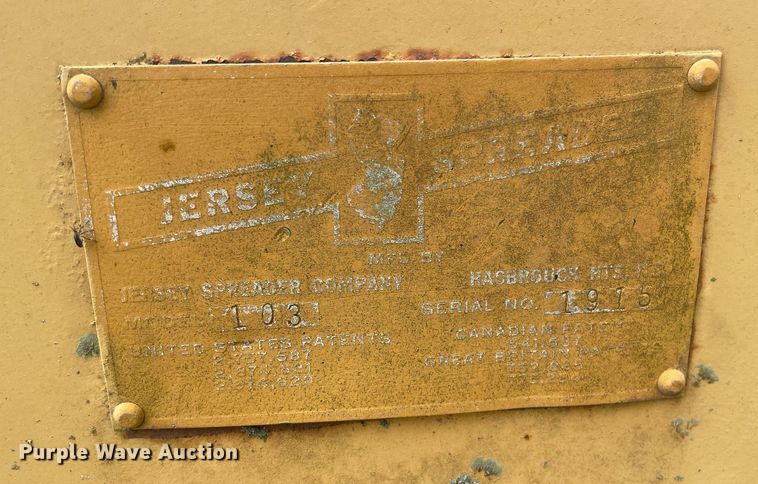 JERSEY SPREADER
MFD BY
JERSEY SPREADER COMPANY HASBROUCK HTS, N.J.
MODEL 103 SERIAL NO. 1915
UNITED STATES PATENTS CANADIAN PATENT
GREAT BRITAIN PATENTS
Purple Wave Auction